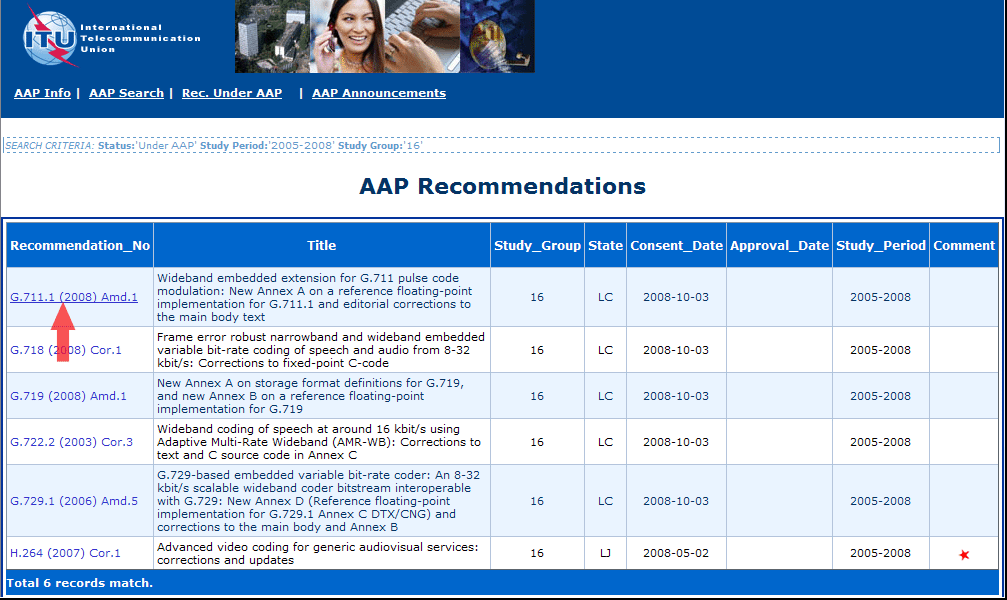 ITU
International
Telecommunication
Union
AAP Info | AAP Search | Rec. Under AAP | AAP Announcements
SEARCH CRITERIA: Status:'Under AAP' Study Period:'2005-2008' Study Group:'16'
AAP Recommendations
Recommendation_No Title Study_Group State Consent_Date Approval_Date Study_Period Comment
G.711.1 (2008) Amd.1
Wideband embedded extension for G.711 pulse code
modulation: New Annex A on a reference floating-point
implementation for G.711.1 and editorial corrections to
the main body text
16 LC 2008-10-03 2005-2008
G.718 (2008) Cor.1
Frame error robust narrowband and wideband embedded
variable bit-rate coding of speech and audio from 8-32
kbit/s: Corrections to fixed-point C-code
16 LC 2008-10-03 2005-2008
G.719 (2008) Amd.1
New Annex A on storage format definitions for G.719,
and new Annex B on a reference floating-point
implementation for G.719
16 LC 2008-10-03 2005-2008
G.722.2 (2003) Cor.3
Wideband coding of speech at around 16 kbit/s using
Adaptive Multi-Rate Wideband (AMR-WB): Corrections to
text and C source code in Annex C
16 LC 2008-10-03 2005-2008
G.729.1 (2006) Amd.5
G.729-based embedded variable bit-rate coder: An 8-32
kbit/s scalable wideband coder bitstream interoperable
with G.729: New Annex D (Reference floating-point
implementation for G.729.1 Annex C DTX/CNG) and
corrections to the main body and Annex B
16 LC 2008-10-03 2005-2008
H.264 (2007) Cor.1
Advanced video coding for generic audiovisual services:
corrections and updates
16 LJ 2008-05-02 2005-2008
Total 6 records match.